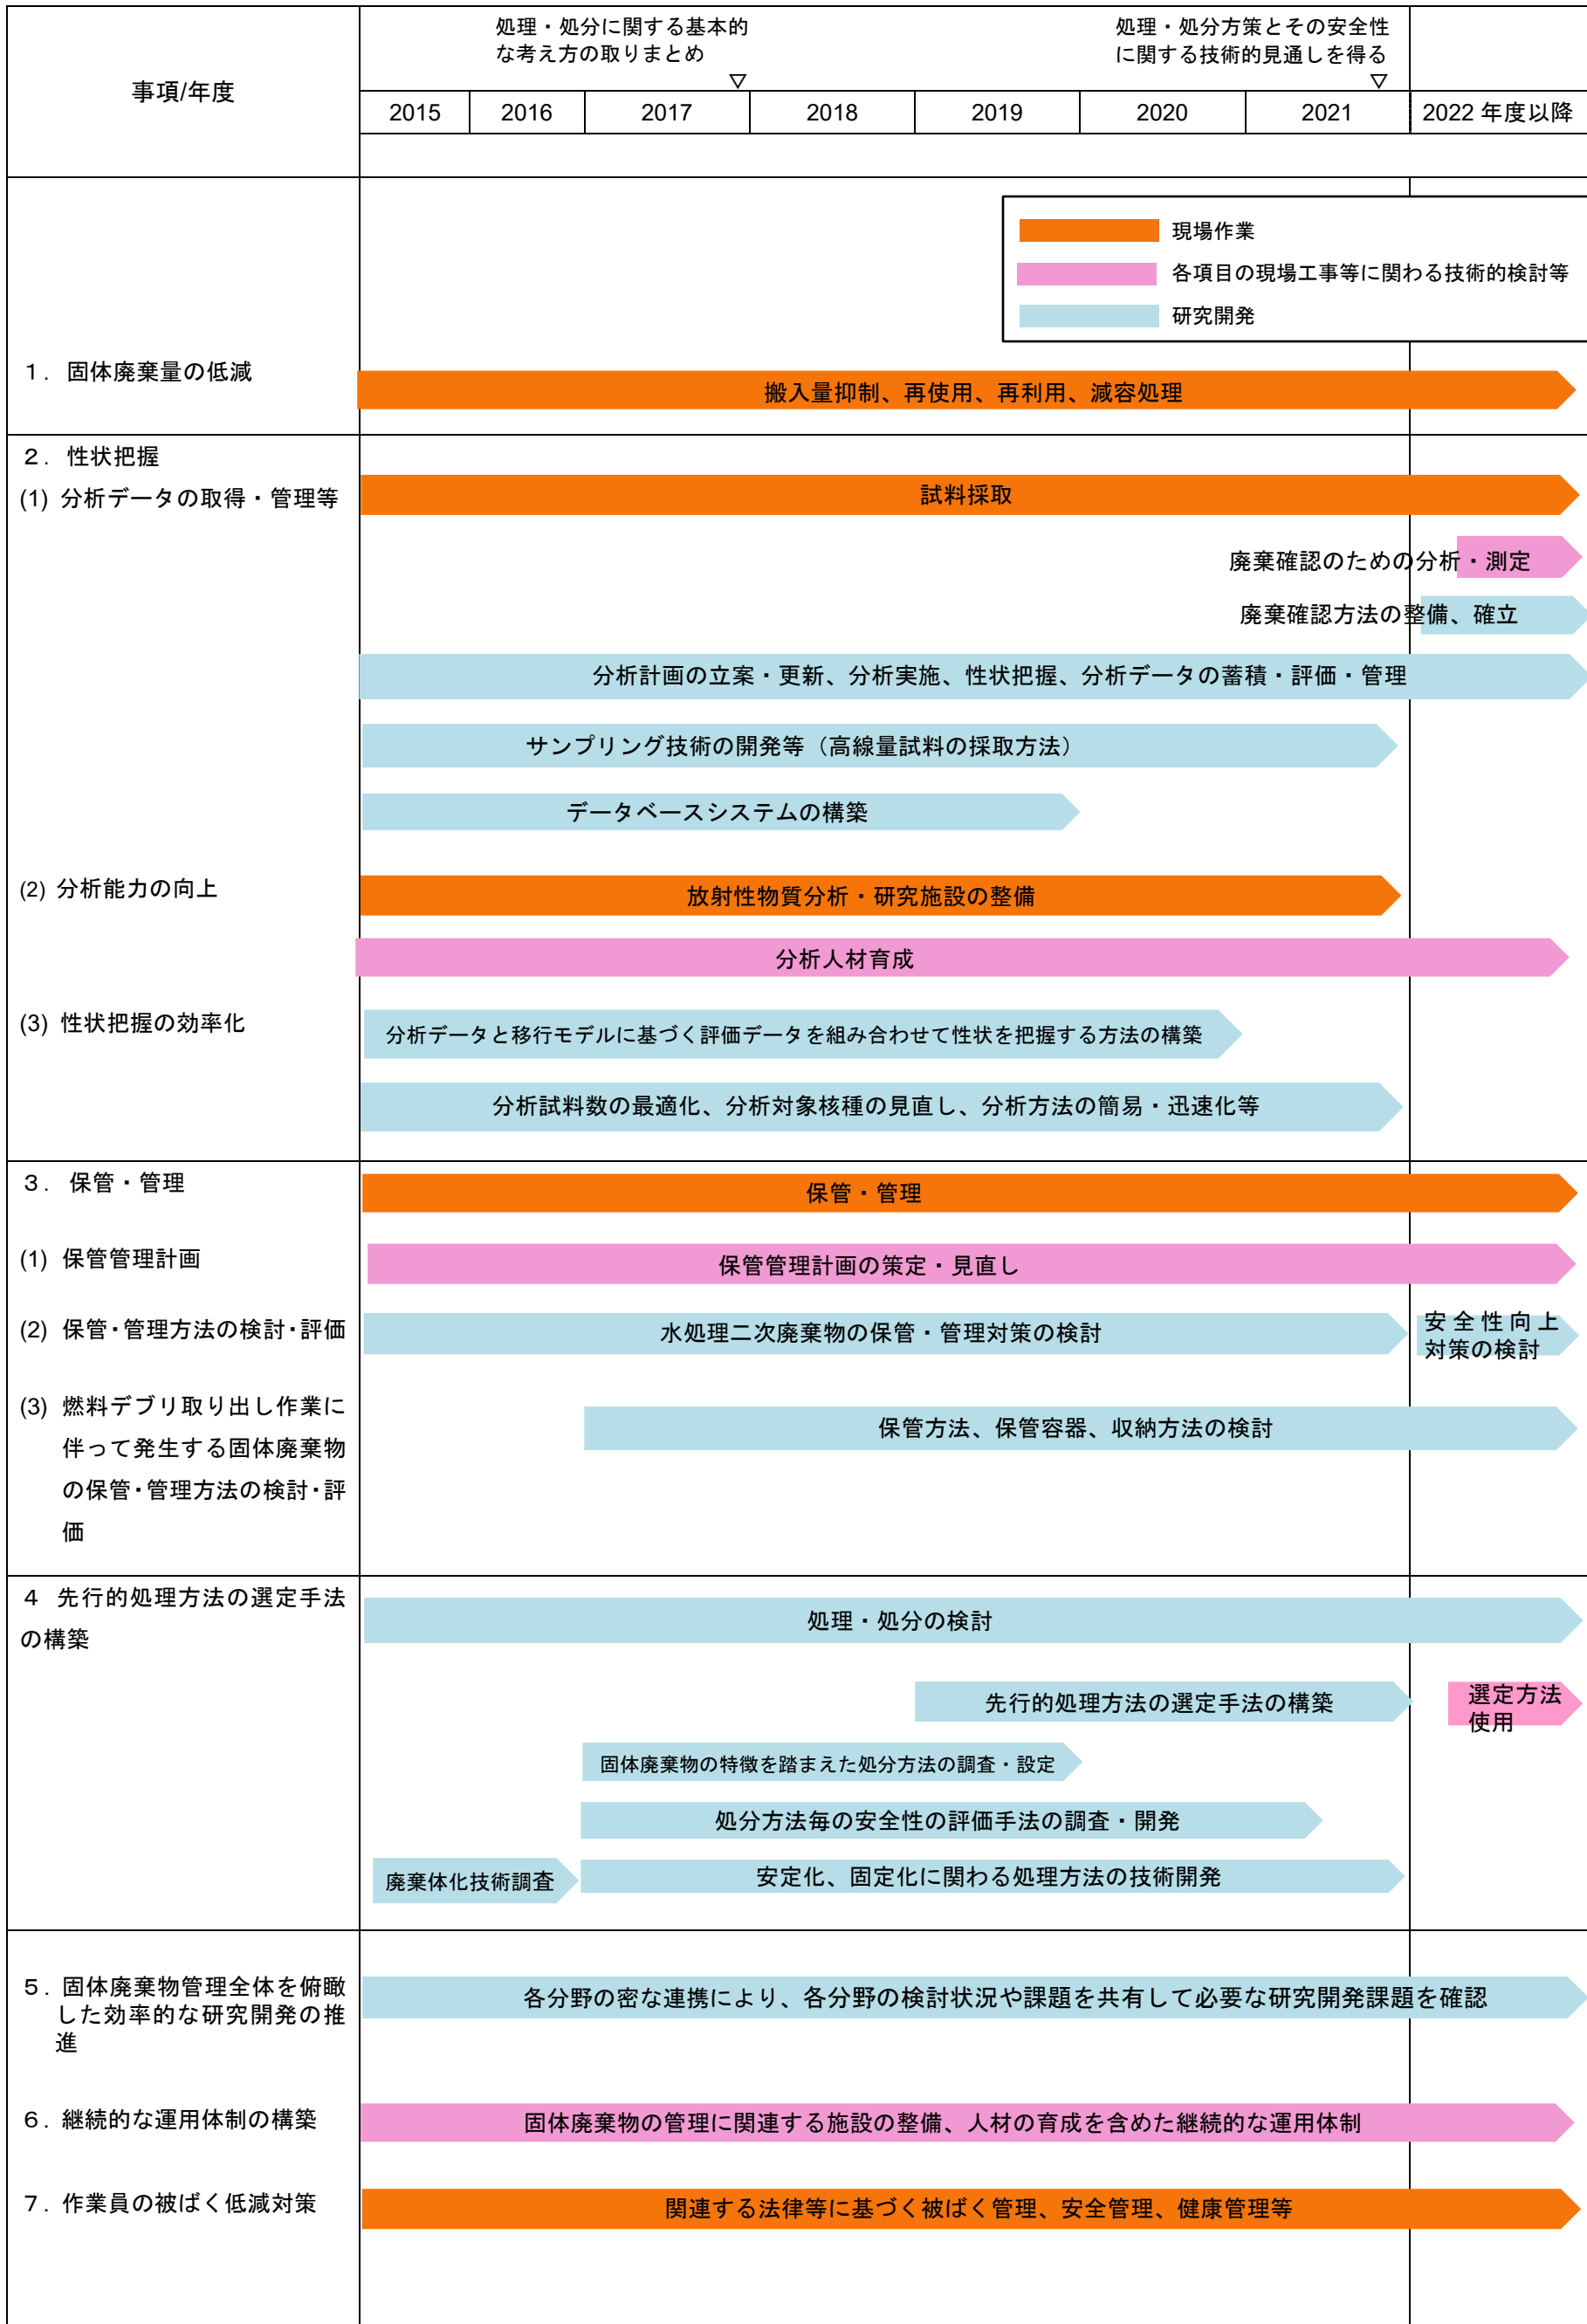 処理・処分に関する基本的
な考え方の取りまとめ
▽
処理・処分方策とその安全性
に関する技術的見通しを得る
▽
事項/年度
2015 2016 2017 2018 2019 2020 2021 2022 年度以降
現場作業
各項目の現場工事等に関わる技術的検討等
研究開発
１. 固体廃棄量の低減
搬入量抑制、再使用、再利用、減容処理
２. 性状把握
(1) 分析データの取得・管理等
試料採取
廃棄確認のための分析・測定
廃棄確認方法の整備、確立
分析計画の立案・更新、分析実施、性状把握、分析データの蓄積・評価・管理
サンプリング技術の開発等（高線量試料の採取方法）
データベースシステムの構築
(2) 分析能力の向上
放射性物質分析・研究施設の整備
分析人材育成
(3) 性状把握の効率化
分析データと移行モデルに基づく評価データを組み合わせて性状を把握する方法の構築
分析試料数の最適化、分析対象核種の見直し、分析方法の簡易・迅速化等
３. 保管・管理
保管・管理
(1) 保管管理計画
保管管理計画の策定・見直し
(2) 保管・管理方法の検討・評価
水処理二次廃棄物の保管・管理対策の検討
安全性向上
対策の検討
(3) 燃料デブリ取り出し作業に
伴って発生する固体廃棄物
の保管・管理方法の検討・評
価
保管方法、保管容器、収納方法の検討
４ 先行的処理方法の選定手法
の構築
処理・処分の検討
先行的処理方法の選定手法の構築
選定方法
使用
固体廃棄物の特徴を踏まえた処分方法の調査・設定
処分方法毎の安全性の評価手法の調査・開発
廃棄体化技術調査
安定化、固定化に関わる処理方法の技術開発
５. 固体廃棄物管理全体を俯瞰
した効率的な研究開発の推
進
各分野の密な連携により、各分野の検討状況や課題を共有して必要な研究開発課題を確認
６. 継続的な運用体制の構築
固体廃棄物の管理に関連する施設の整備、人材の育成を含めた継続的な運用体制
７. 作業員の被ばく低減対策
関連する法律等に基づく被ばく管理、安全管理、健康管理等